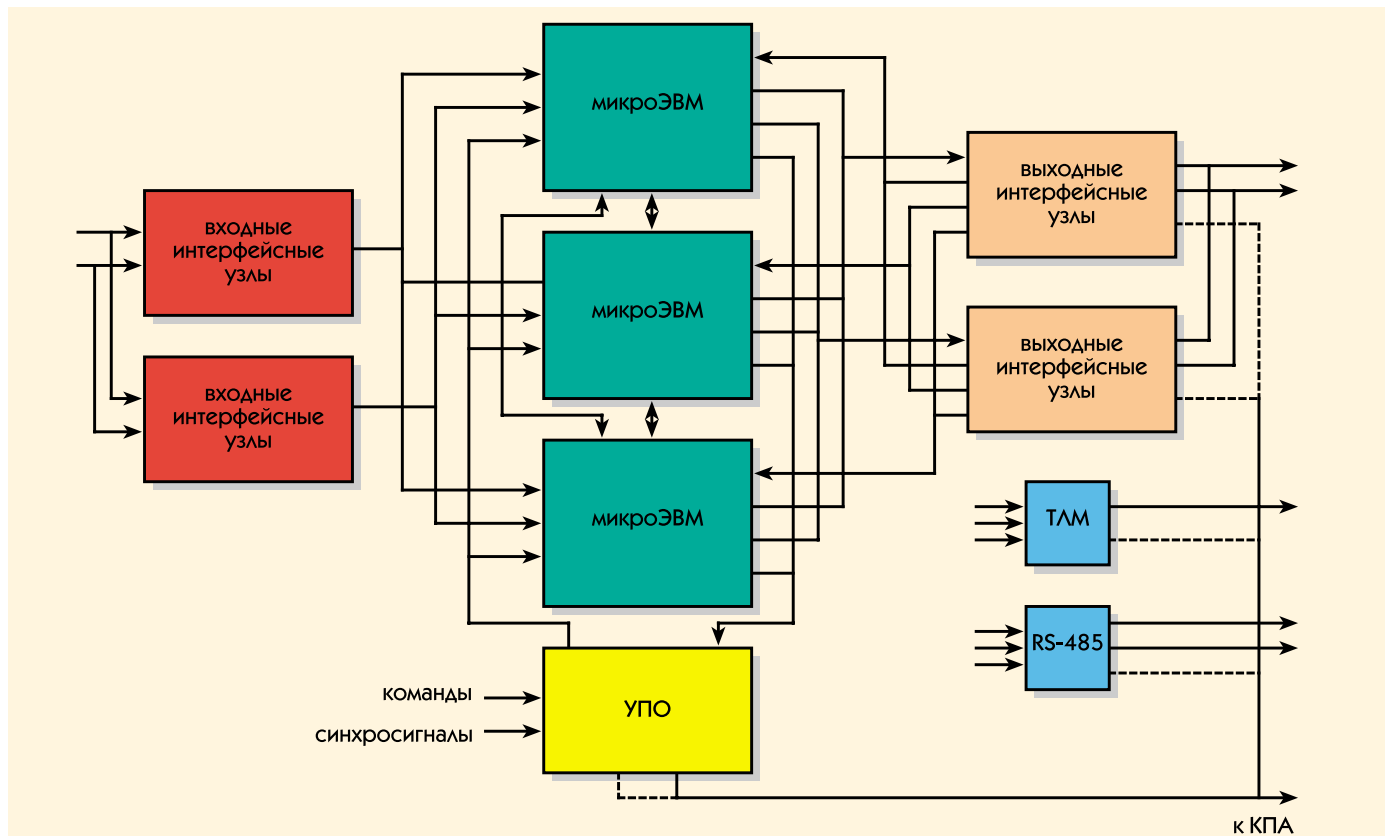 микроЭВМ
входные
интерфейсные
узлы
входные
интерфейсные
узлы
микроЭВМ
микроЭВМ
выходные
интерфейсные
узлы
выходные
интерфейсные
узлы
ТЛМ
RS-485
команды
синхросигналы
УПО
к КПА